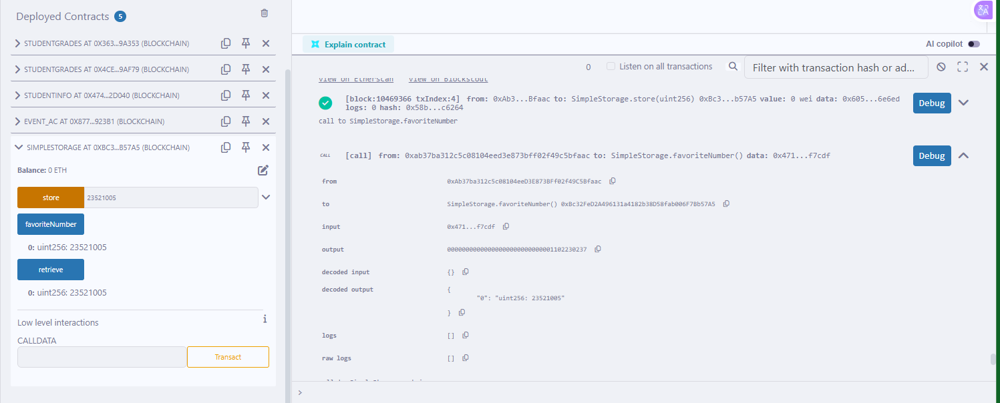 Deployed Contracts 5
STUDENTGRADES AT 0X363...9A353 (BLOCKCHAIN)
STUDENTGRADES AT 0X4CE...9AF79 (BLOCKCHAIN)
STUDENTINFO AT 0X474...2D040 (BLOCKCHAIN)
EVENT_AC AT 0X877...923B1 (BLOCKCHAIN)
SIMPLESTORAGE AT 0XBC3...B57A5 (BLOCKCHAIN)
Balance: 0 ETH
store 23521005
favoriteNumber
0: uint256: 23521005
retrieve
0: uint256: 23521005
Low level interactions
i
CALLDATA
Transact
Explain contract
AI copilot
0 Listen on all transactions Filter with transaction hash or ad...
view on Etherscan view on Blockscout
[block:10469366 txIndex:4] from: 0xAb3...Bfaac to: SimpleStorage.store(uint256) 0xBc3...b57A5 value: 0 wei data: 0x605...6e6ed
logs: 0 hash: 0x58b...c6264
Debug
call to SimpleStorage.favoriteNumber
CALL [call] from: 0xab37ba312c5c08104eed3e873bff02f49c5bfaac to: SimpleStorage.favoriteNumber() data: 0x471...f7cdf
Debug
from 0xAb37ba312c5c08104eeD3E873BFf02f49C5Bfaac
to SimpleStorage.favoriteNumber() 0xBc32FeD2A496131a4182b38D58fab006F7Bb57A5
input 0x471...f7cdf
output 00000000000000000000000000001102230237
decoded input {}
decoded output {
"0": "uint256: 23521005"
}
logs []
raw logs []
>